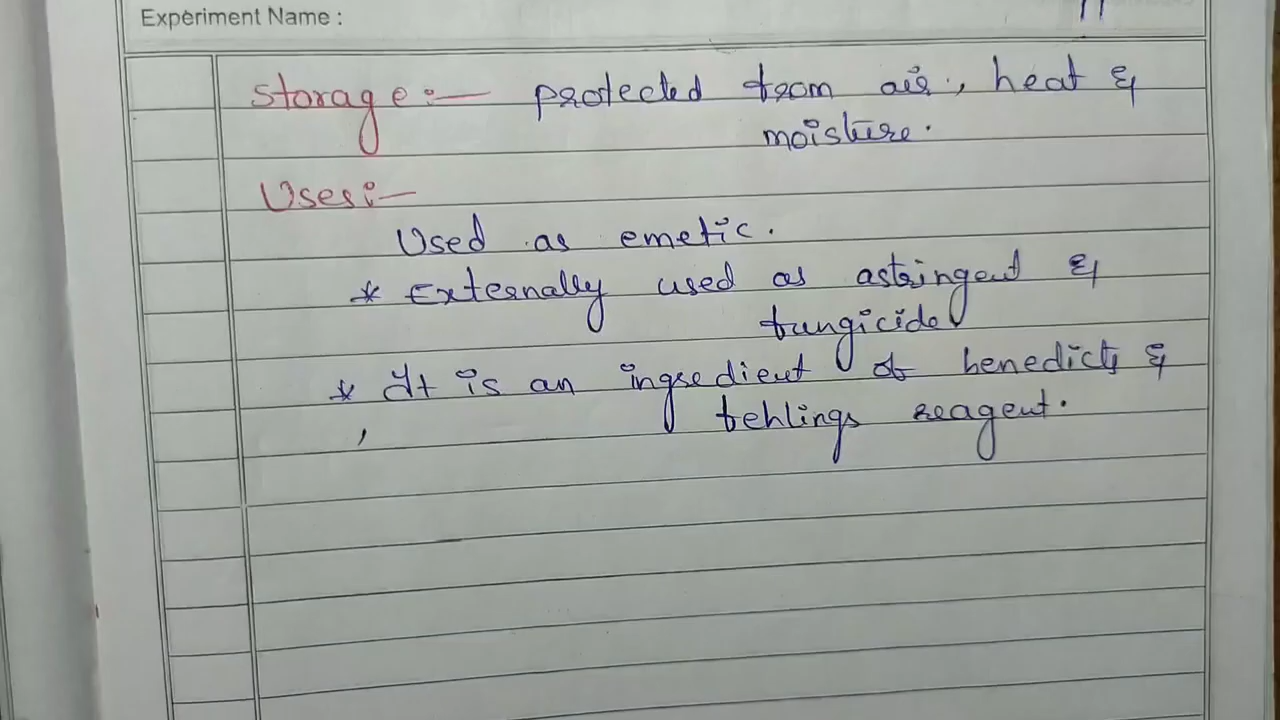 Experiment Name :
Storage:— protected from air, heat &
moisture.
Uses:—
Used as emetic.
* Externally used as astringent &
fungicide
* It is an ingredient of benedicts &
fehlings reagent.